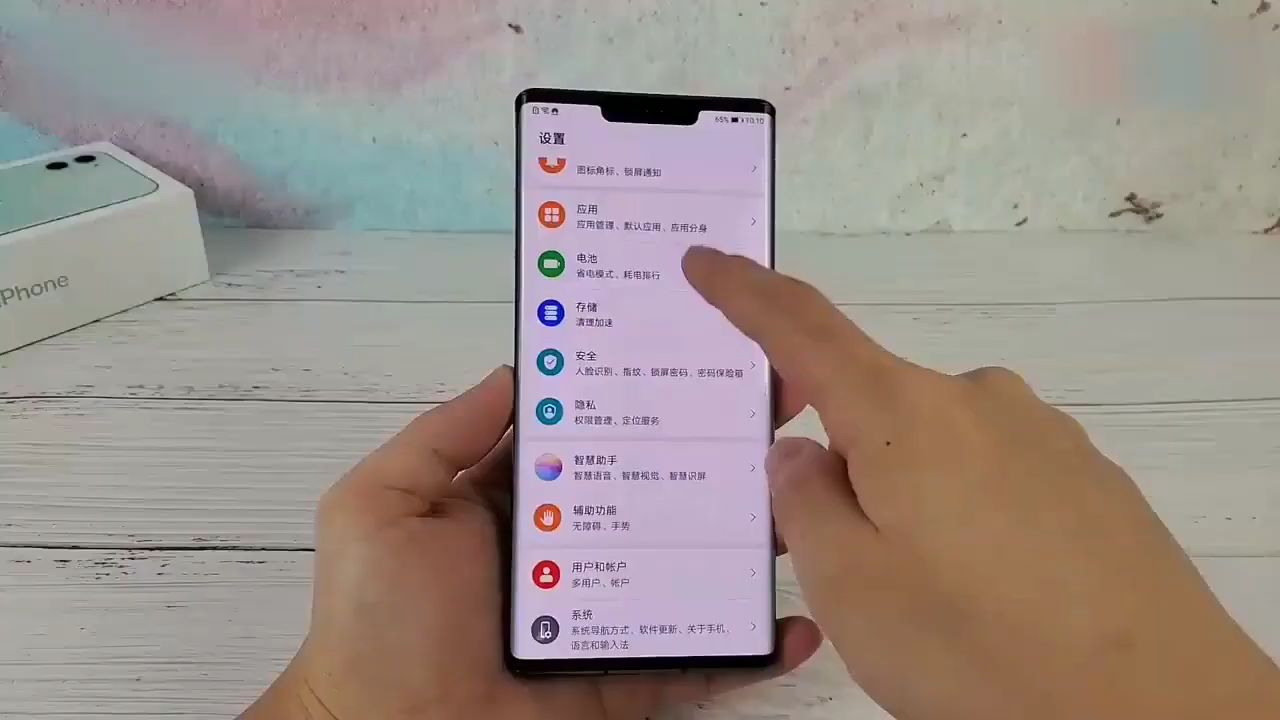 65% 10:10
设置
图标角标、锁屏通知
应用
应用管理、默认应用、应用分身
电池
省电模式、耗电排行
存储
清理加速
安全
人脸识别、指纹、锁屏密码、密码保险箱
隐私
权限管理、定位服务
智慧助手
智慧语音、智慧视觉、智慧识屏
辅助功能
无障碍、手势
用户和帐户
多用户、帐户
系统
系统导航方式、软件更新、关于手机、
语言和输入法
iPhone